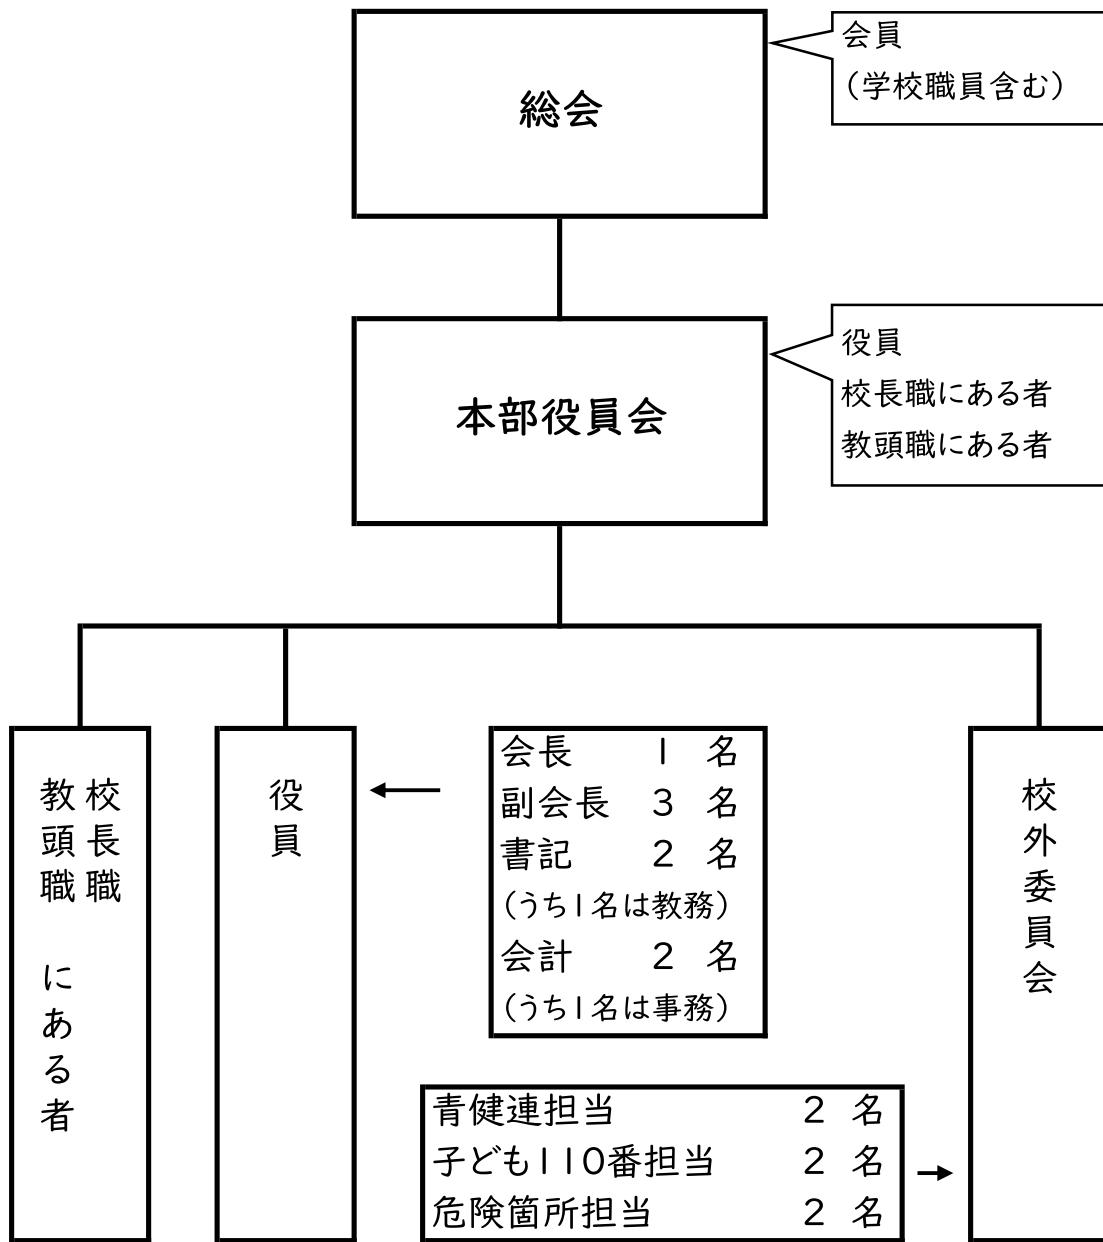 総会
会員
（学校職員含む）
本部役員会
役員
校長職にある者
教頭職にある者
校長職
教頭職 にある者
役員
会長 1 名
副会長 3 名
書記 2 名
（うち1名は教務）
会計 2 名
（うち1名は事務）
青健連担当 2 名
子ども110番担当 2 名
危険箇所担当 2 名
校外委員会